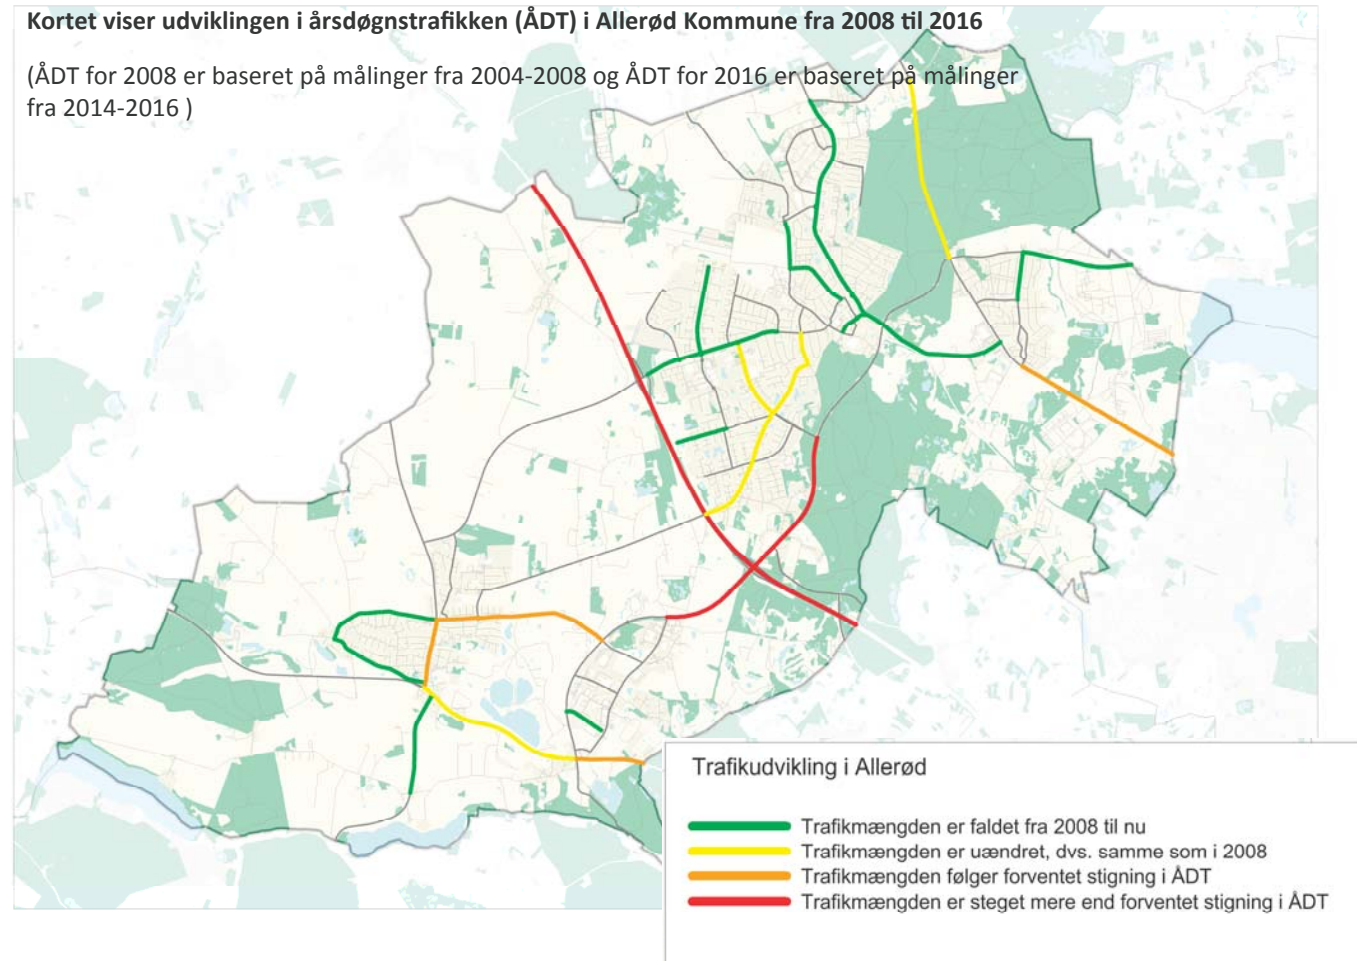 Kortet viser udviklingen i årsdøgnstrafikken (ÅDT) i Allerød Kommune fra 2008 til 2016
(ÅDT for 2008 er baseret på målinger fra 2004-2008 og ÅDT for 2016 er baseret på målinger
fra 2014-2016 )
Trafikudvikling i Allerød
Trafikmængden er faldet fra 2008 til nu
Trafikmængden er uændret, dvs. samme som i 2008
Trafikmængden følger forventet stigning i ÅDT
Trafikmængden er steget mere end forventet stigning i ÅDT